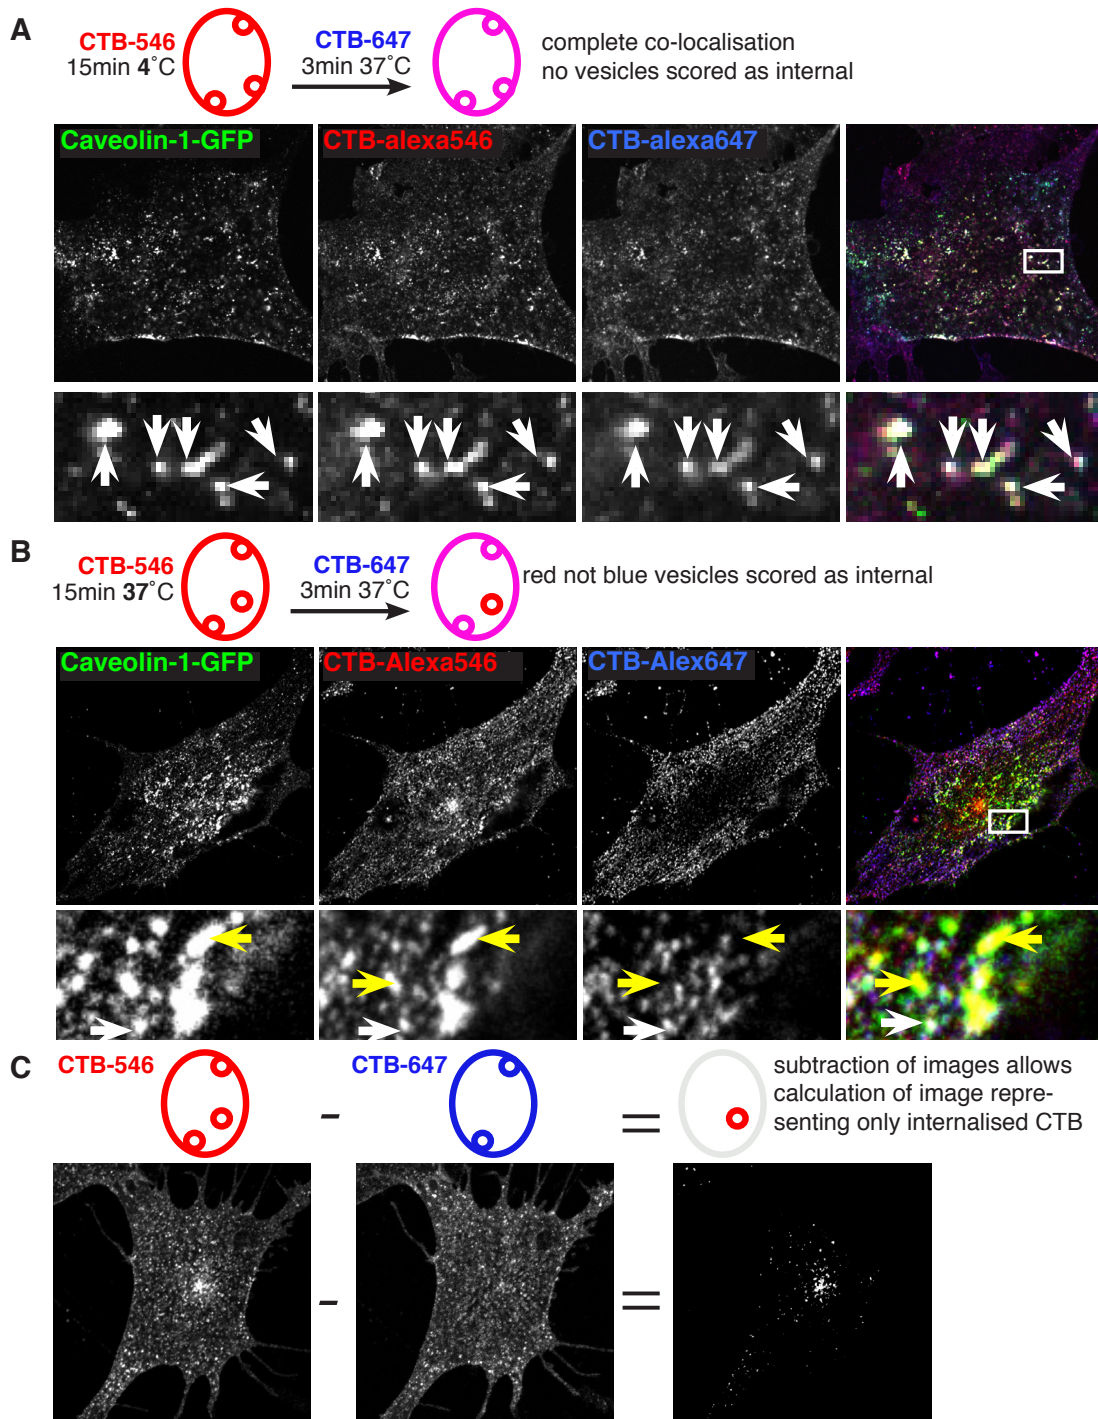 A
CTB-546
15min 4˚C
CTB-647
3min 37˚C
complete co-localisation
no vesicles scored as internal
Caveolin-1-GFP
CTB-alexa546
CTB-alexa647
B
CTB-546
15min 37˚C
CTB-647
3min 37˚C
red not blue vesicles scored as internal
Caveolin-1-GFP
CTB-Alexa546
CTB-Alex647
C
CTB-546
–
CTB-647
=
subtraction of images allows
calculation of image repre-
senting only internalised CTB
–
=